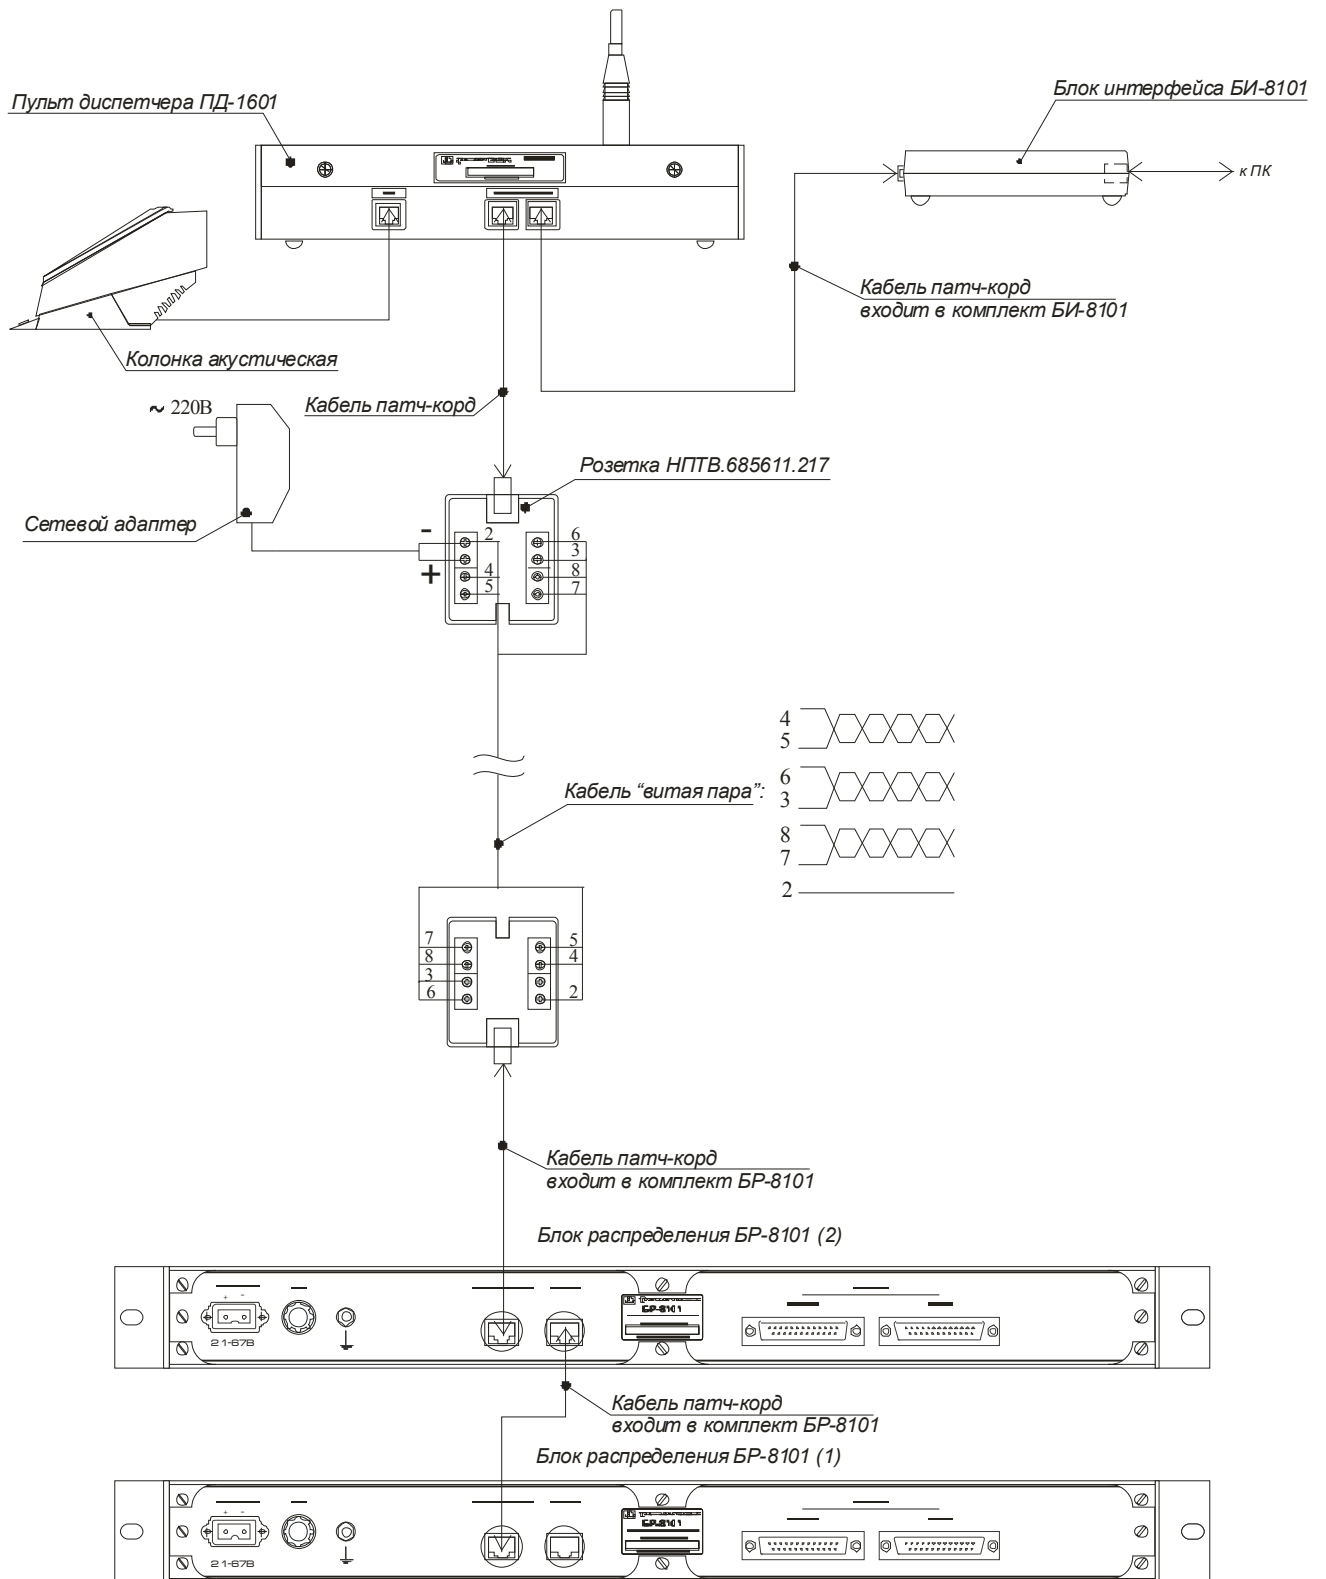 Пульт диспетчера ПД-1601
Блок интерфейса БИ-8101
к ПК
Кабель патч-корд
входит в комплект БИ-8101
Колонка акустическая
~ 220В
Кабель патч-корд
Розетка НПТВ.685611.217
Сетевой адаптер
-
+
2
4
5
6
3
8
7
4
5
6
3
8
7
2
Кабель “витая пара”:
7
8
3
6
5
4
2
Кабель патч-корд
входит в комплект БР-8101
Блок распределения БР-8101 (2)
+ -
21-67В
БР-8101
Кабель патч-корд
входит в комплект БР-8101
Блок распределения БР-8101 (1)
+ -
21-67В
БР-8101